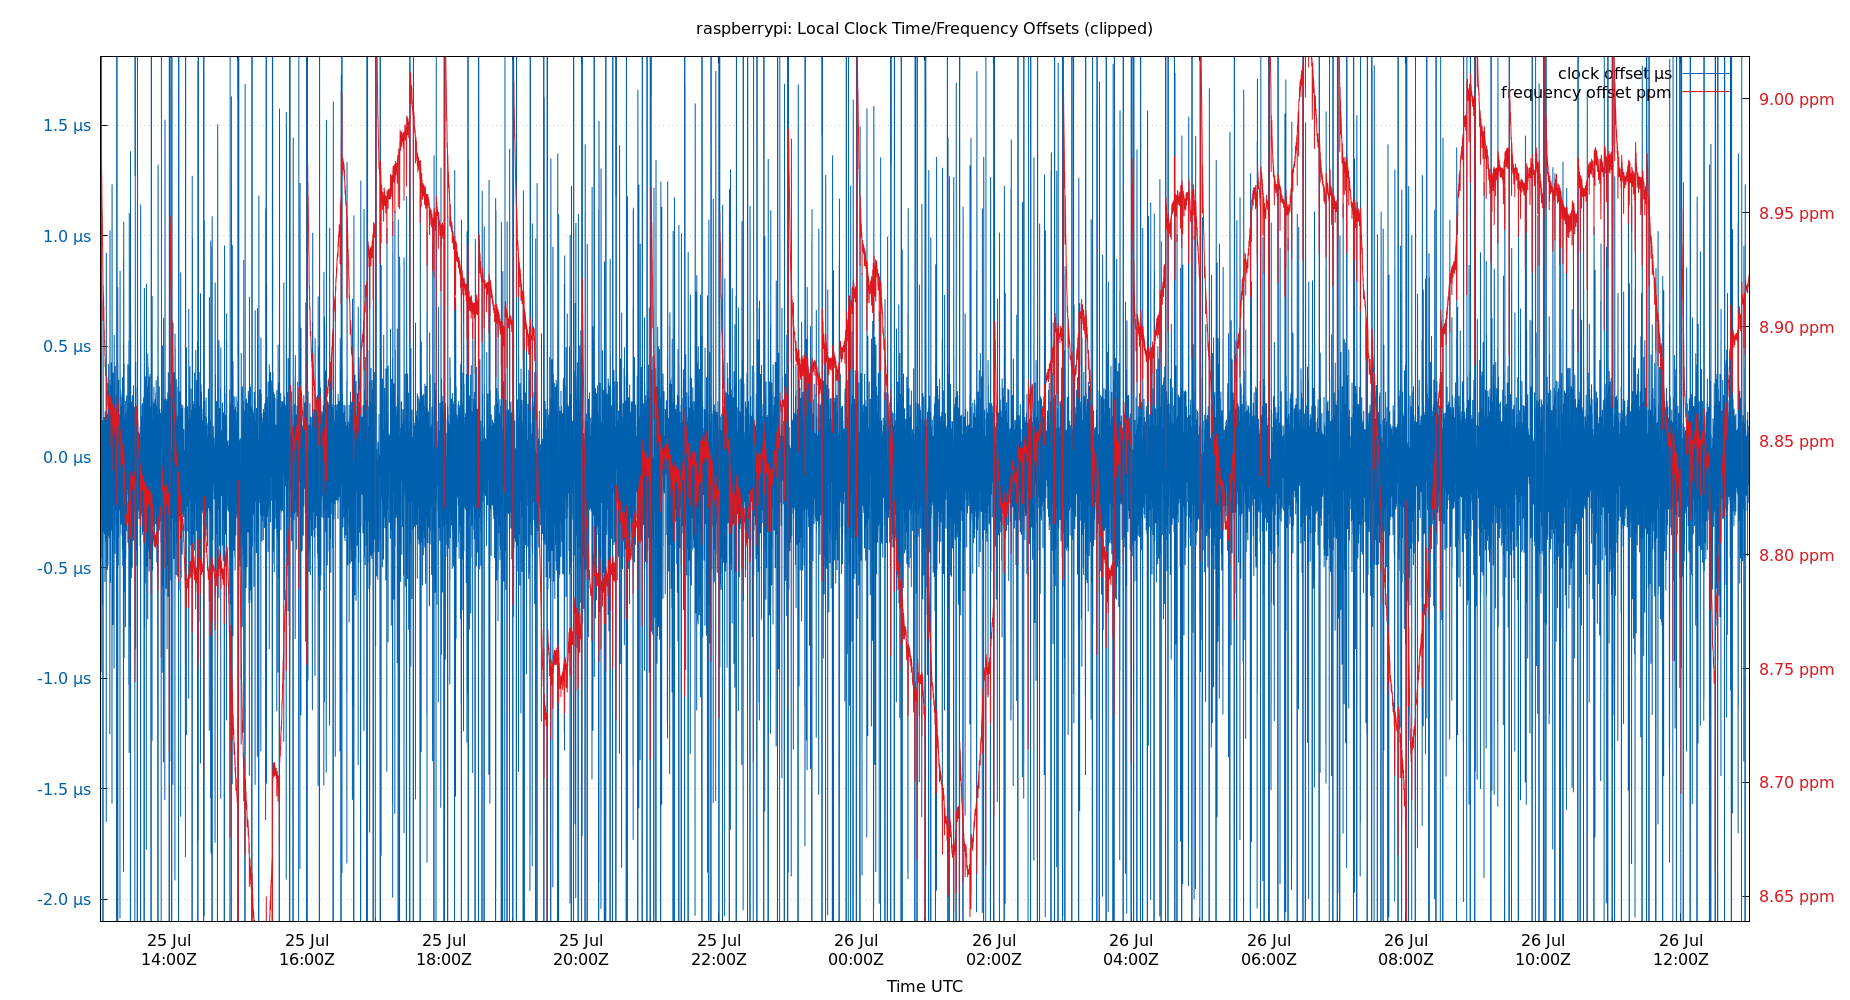 raspberrypi: Local Clock Time/Frequency Offsets (clipped)
clock offset μs
frequency offset ppm
1.5 μs
1.0 μs
0.5 μs
0.0 μs
-0.5 μs
-1.0 μs
-1.5 μs
-2.0 μs
9.00 ppm
8.95 ppm
8.90 ppm
8.85 ppm
8.80 ppm
8.75 ppm
8.70 ppm
8.65 ppm
25 Jul 25 Jul 25 Jul 25 Jul 25 Jul 26 Jul 26 Jul 26 Jul 26 Jul 26 Jul 26 Jul 26 Jul
14:00Z 16:00Z 18:00Z 20:00Z 22:00Z 00:00Z 02:00Z 04:00Z 06:00Z 08:00Z 10:00Z 12:00Z
Time UTC